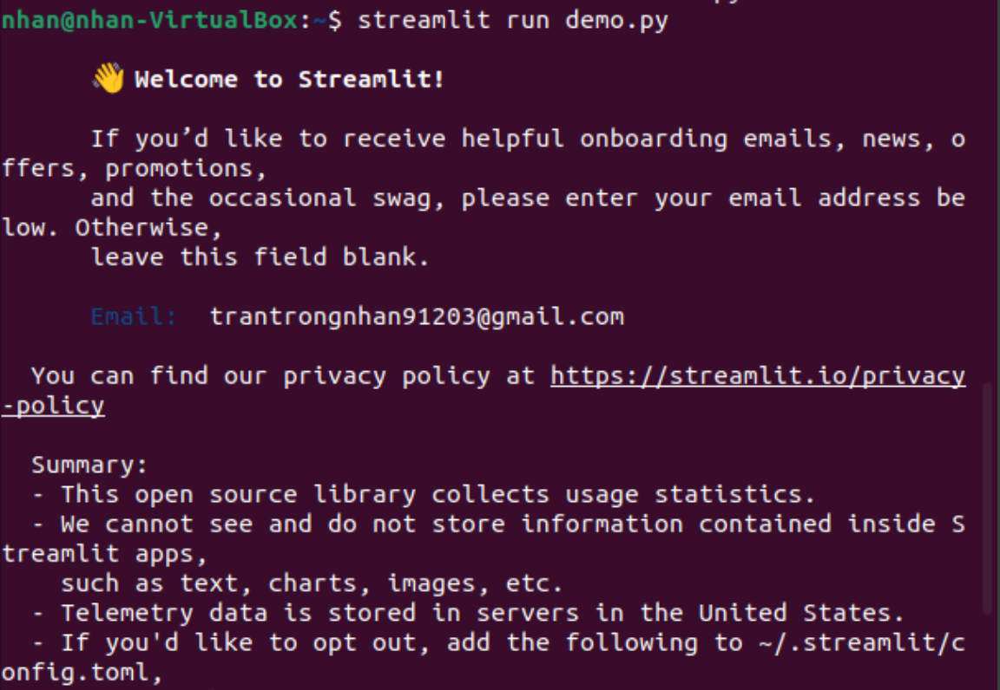 nhan@nhan-VirtualBox:~$ streamlit run demo.py
👋 Welcome to Streamlit!
If you’d like to receive helpful onboarding emails, news, o
ffers, promotions,
and the occasional swag, please enter your email address be
low. Otherwise,
leave this field blank.
Email: trantrongnhan91203@gmail.com
You can find our privacy policy at https://streamlit.io/privacy
-policy
Summary:
- This open source library collects usage statistics.
- We cannot see and do not store information contained inside S
treamlit apps,
such as text, charts, images, etc.
- Telemetry data is stored in servers in the United States.
- If you'd like to opt out, add the following to ~/.streamlit/c
onfig.toml,